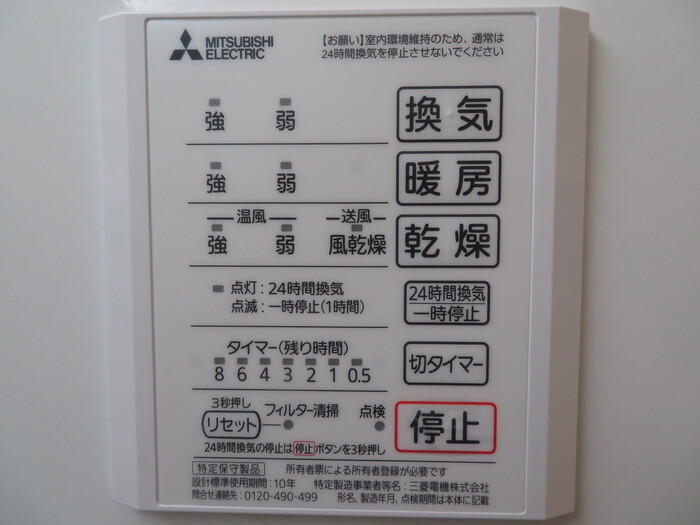 MITSUBISHI
ELECTRIC
【お願い】室内環境維持のため、通常は
24時間換気を停止させないでください
強 弱 換気
強 弱 暖房
温風 送風
強 弱 風乾燥 乾燥
点灯：24時間換気
点滅：一時停止(1時間)
24時間換気
一時停止
タイマー(残り時間)
8 6 4 3 2 1 0.5
切タイマー
3秒押し
リセット フィルター清掃 点検
停止
24時間換気の停止は停止ボタンを3秒押し
特定保守製品 所有者票による所有者登録が必要です
設計標準使用期間：10年 特定製造事業者等名：三菱電機株式会社
問合せ連絡先：0120-490-499 形名、製造年月、点検期間は本体に記載